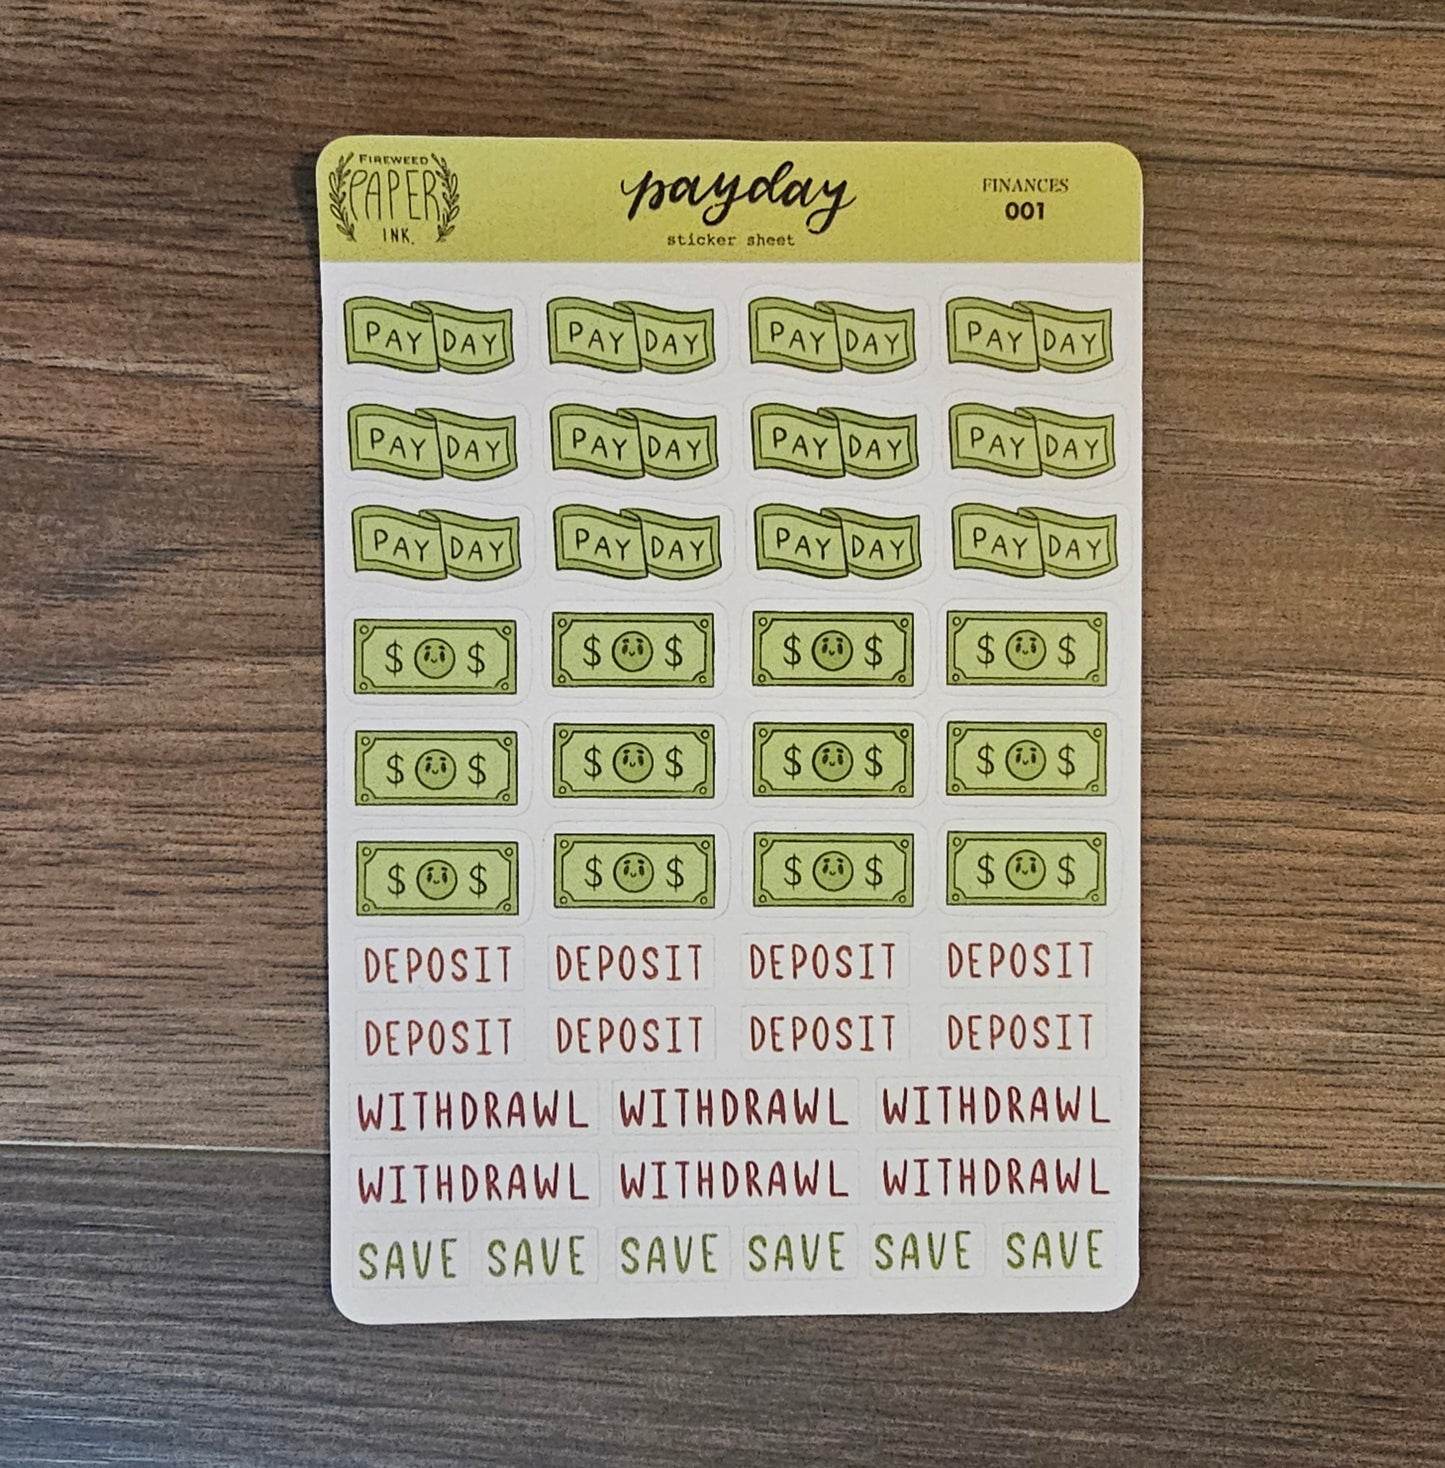 FIREWEED
PAPER
INK.
payday
sticker sheet
FINANCES
001
PAY DAY PAY DAY PAY DAY PAY DAY
PAY DAY PAY DAY PAY DAY PAY DAY
PAY DAY PAY DAY PAY DAY PAY DAY
$ $ $ $ $ $ $ $
$ $ $ $ $ $ $ $
$ $ $ $ $ $ $ $
DEPOSIT DEPOSIT DEPOSIT DEPOSIT
DEPOSIT DEPOSIT DEPOSIT DEPOSIT
WITHDRAWL WITHDRAWL WITHDRAWL
WITHDRAWL WITHDRAWL WITHDRAWL
SAVE SAVE SAVE SAVE SAVE SAVE